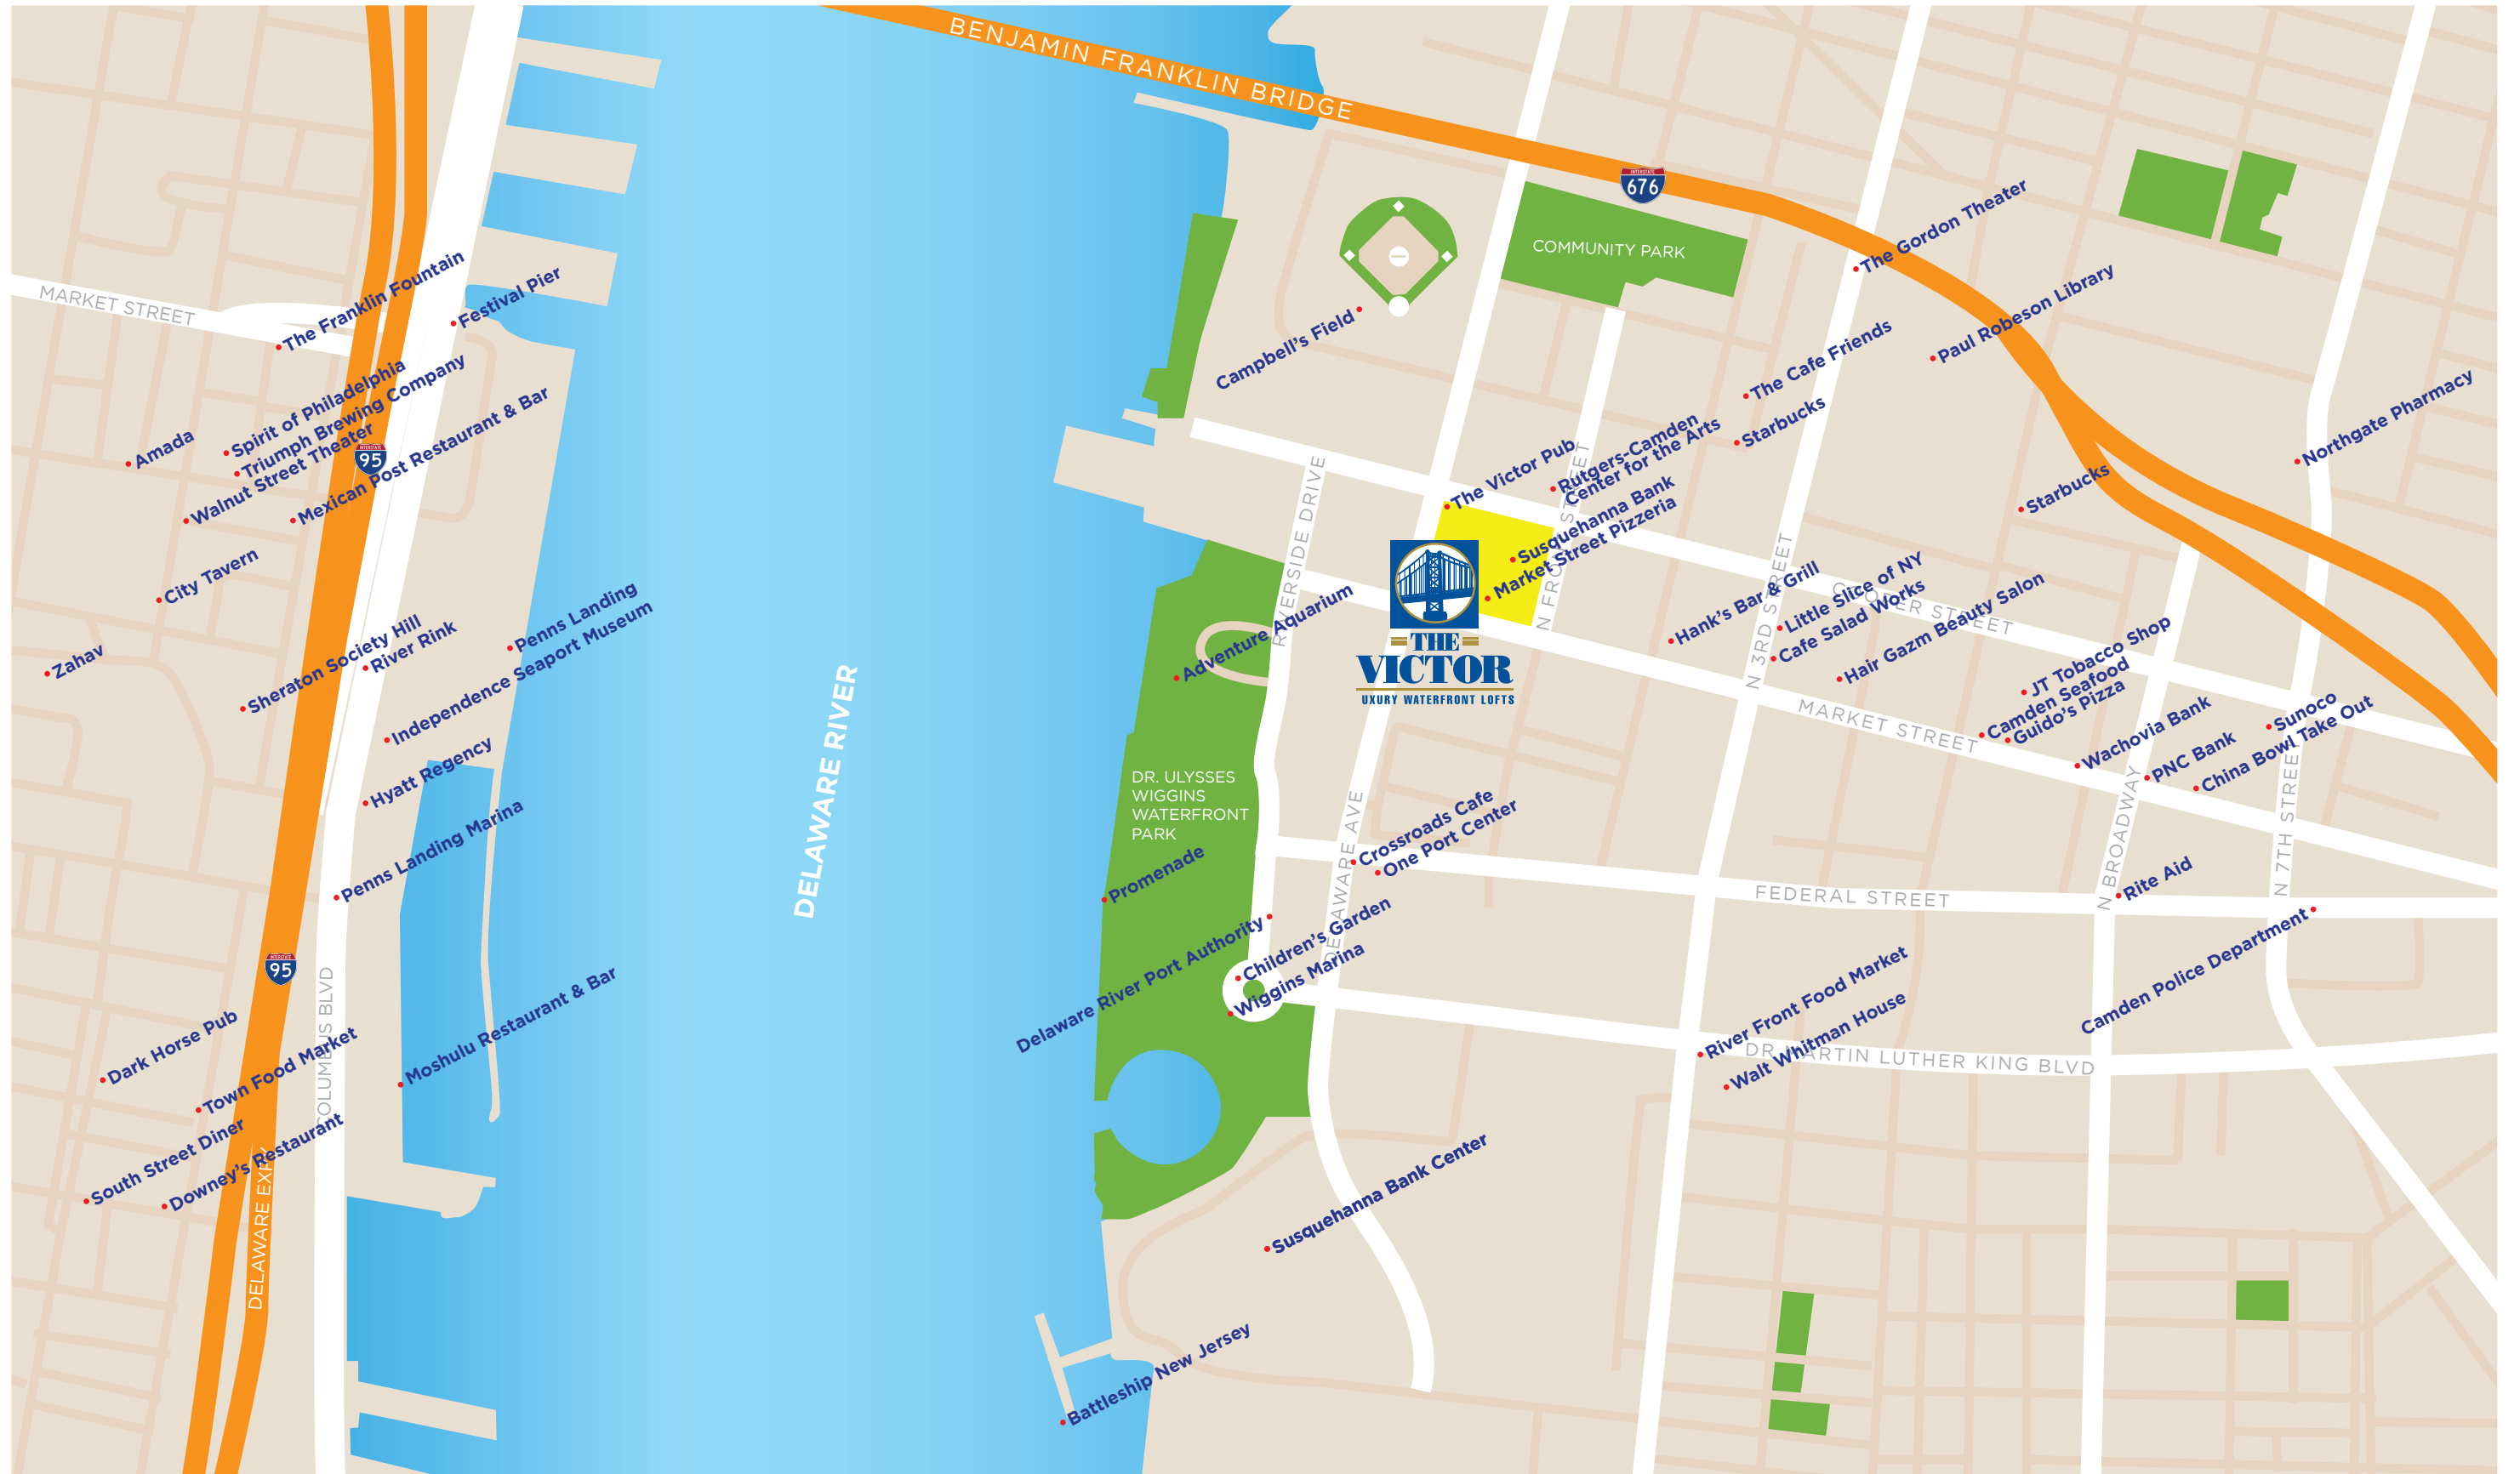 BENJAMIN FRANKLIN BRIDGE
INTERSTATE
676
The Gordon Theater
COMMUNITY PARK
The Franklin Fountain
Festival Pier
MARKET STREET
Campbell's Field
Paul Robeson Library
The Cafe Friends
Spirit of Philadelphia
Triumph Brewing Company
Walnut Street Theater
Mexican Post Restaurant & Bar
Amada
INTERSTATE
95
Starbucks
Northgate Pharmacy
The Victor Pub
Rutgers-Camden
Center for the Arts
Susquehanna Bank
Market Street Pizzeria
Starbucks
RIVERSIDE DRIVE
N FRONT STREET
N 3RD STREET
COOPER STREET
City Tavern
Penns Landing
Independence Seaport Museum
Adventure Aquarium
Hank's Bar & Grill
Little Slice of NY
Cafe Salad Works
Hair Gazm Beauty Salon
THE
VICTOR
UXURY WATERFRONT LOFTS
Zahav
Sheraton Society Hill
River Rink
JT Tobacco Shop
Camden Seafood
Guido's Pizza
MARKET STREET
Wachovia Bank
PNC Bank
Sunoco
China Bowl Take Out
DELAWARE RIVER
Hyatt Regency
DR. ULYSSES
WIGGINS
WATERFRONT
PARK
Penns Landing Marina
Crossroads Cafe
One Port Center
DELAWARE AVE
N BROADWAY
N 7TH STREET
Promenade
FEDERAL STREET
Rite Aid
Delaware River Port Authority
Children's Garden
Wiggins Marina
Camden Police Department
INTERSTATE
95
COLUMBUS BLVD
Moshulu Restaurant & Bar
River Front Food Market
Walt Whitman House
DR. MARTIN LUTHER KING BLVD
Dark Horse Pub
Town Food Market
South Street Diner
Downey's Restaurant
DELAWARE EXPY
Susquehanna Bank Center
Battleship New Jersey